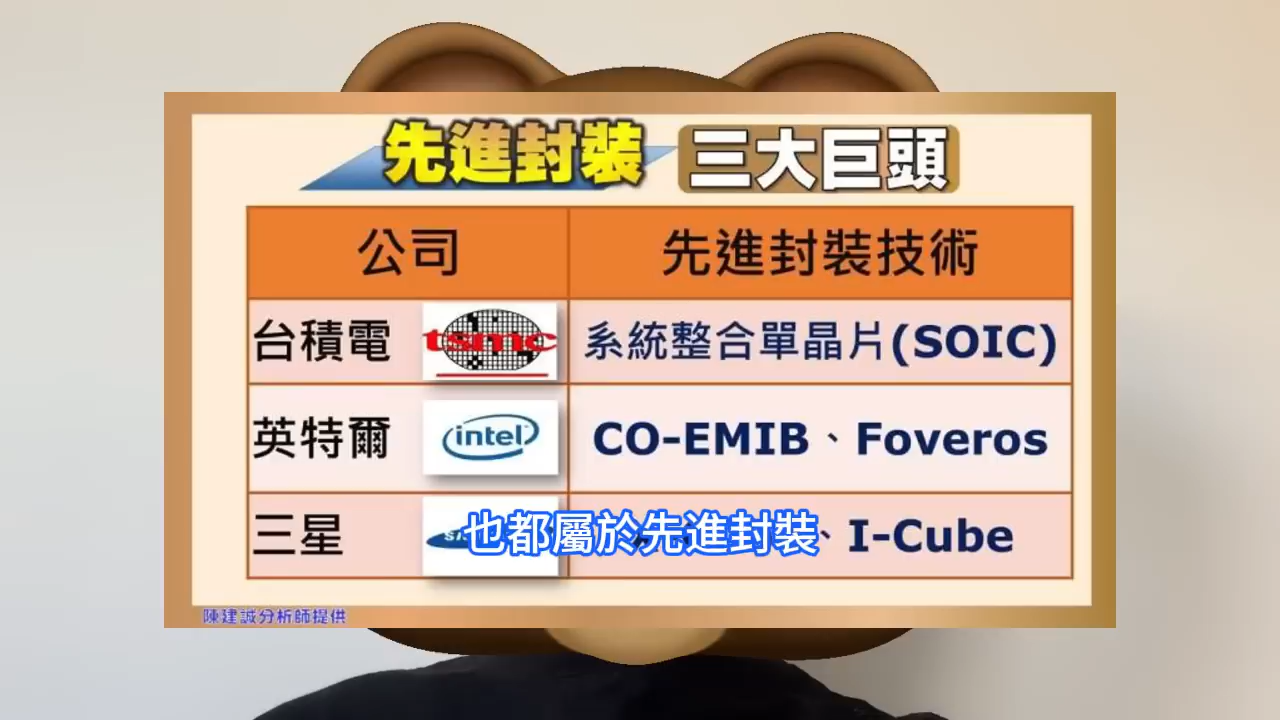 先進封裝 三大巨頭
公司 先進封裝技術
台積電 tsmc 系統整合單晶片(SOIC)
英特爾 intel CO-EMIB、Foveros
三星 、I-Cube
也都屬於先進封裝
陳建誠分析師提供